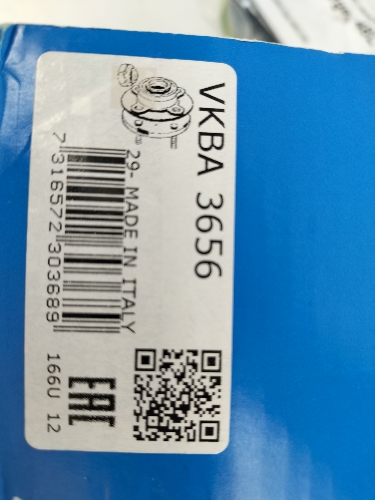 VKBA 3656
29- MADE IN ITALY
7 316572 303689
EAC
166U 12